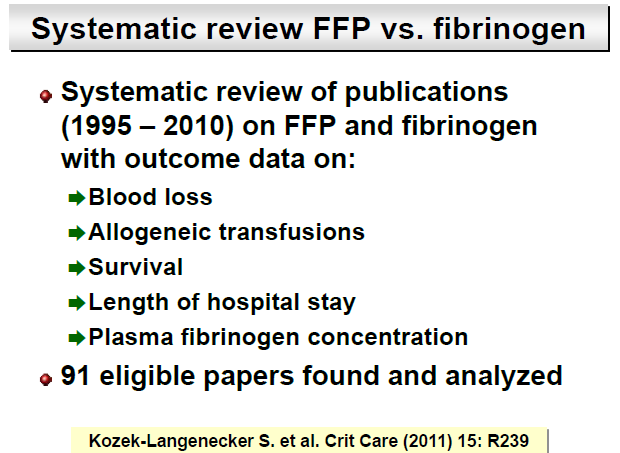 Systematic review FFP vs. fibrinogen
Systematic review of publications
(1995 – 2010) on FFP and fibrinogen
with outcome data on:
Blood loss
Allogeneic transfusions
Survival
Length of hospital stay
Plasma fibrinogen concentration
91 eligible papers found and analyzed
Kozek-Langenecker S. et al. Crit Care (2011) 15: R239